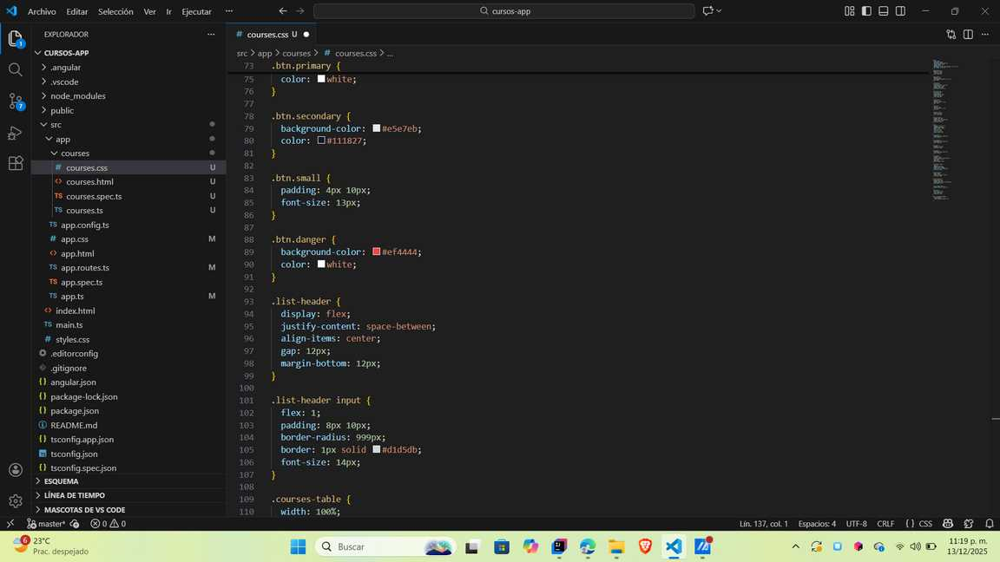 Archivo Editar Selección Ver Ir Ejecutar ··· cursos-app
EXPLORADOR ···
CURSOS-APP
.angular
.vscode
node_modules
public
src
app
courses
# courses.css U
<> courses.html U
TS courses.spec.ts U
TS courses.ts U
TS app.config.ts
# app.css M
<> app.html
TS app.routes.ts M
TS app.spec.ts
TS app.ts M
<> index.html
TS main.ts
# styles.css
.editorconfig
.gitignore
{} angular.json
{} package-lock.json
{} package.json
README.md
{} tsconfig.app.json
tsconfig.json
{} tsconfig.spec.json
ESQUEMA
LÍNEA DE TIEMPO
MASCOTAS DE VS CODE
1
7
# courses.css U
src > app > courses > # courses.css > ...
73 .btn.primary {
75 color: white;
76 }
77
78 .btn.secondary {
79 background-color: #e5e7eb;
80 color: #111827;
81 }
82
83 .btn.small {
84 padding: 4px 10px;
85 font-size: 13px;
86 }
87
88 .btn.danger {
89 background-color: #ef4444;
90 color: white;
91 }
92
93 .list-header {
94 display: flex;
95 justify-content: space-between;
96 align-items: center;
97 gap: 12px;
98 margin-bottom: 12px;
99 }
100
101 .list-header input {
102 flex: 1;
103 padding: 8px 10px;
104 border-radius: 999px;
105 border: 1px solid #d1d5db;
106 font-size: 14px;
107 }
108
109 .courses-table {
110 width: 100%;
master* 0 0 Lín. 137, col. 1 Espacios: 4 UTF-8 CRLF {} CSS
6 23°C
Prac. despejado
Buscar
11:19 p. m.
13/12/2025